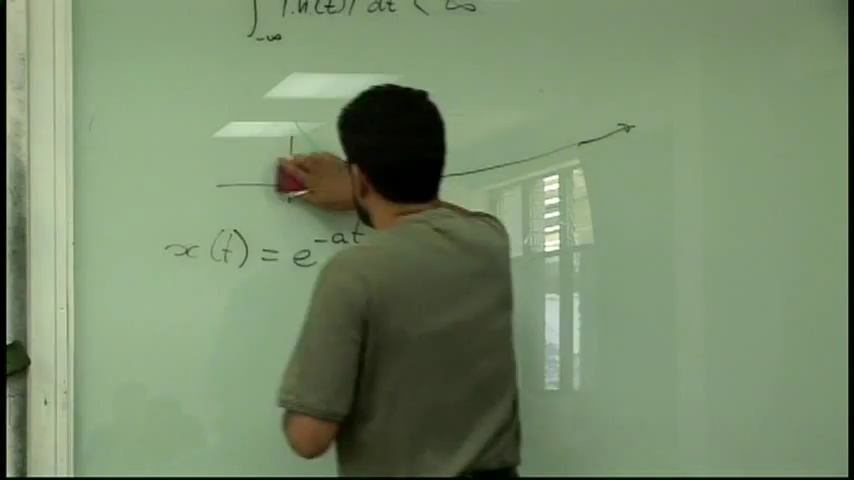 ∫_{-∞} |h(t)| dt < ∞
x(t) = e^{-at}